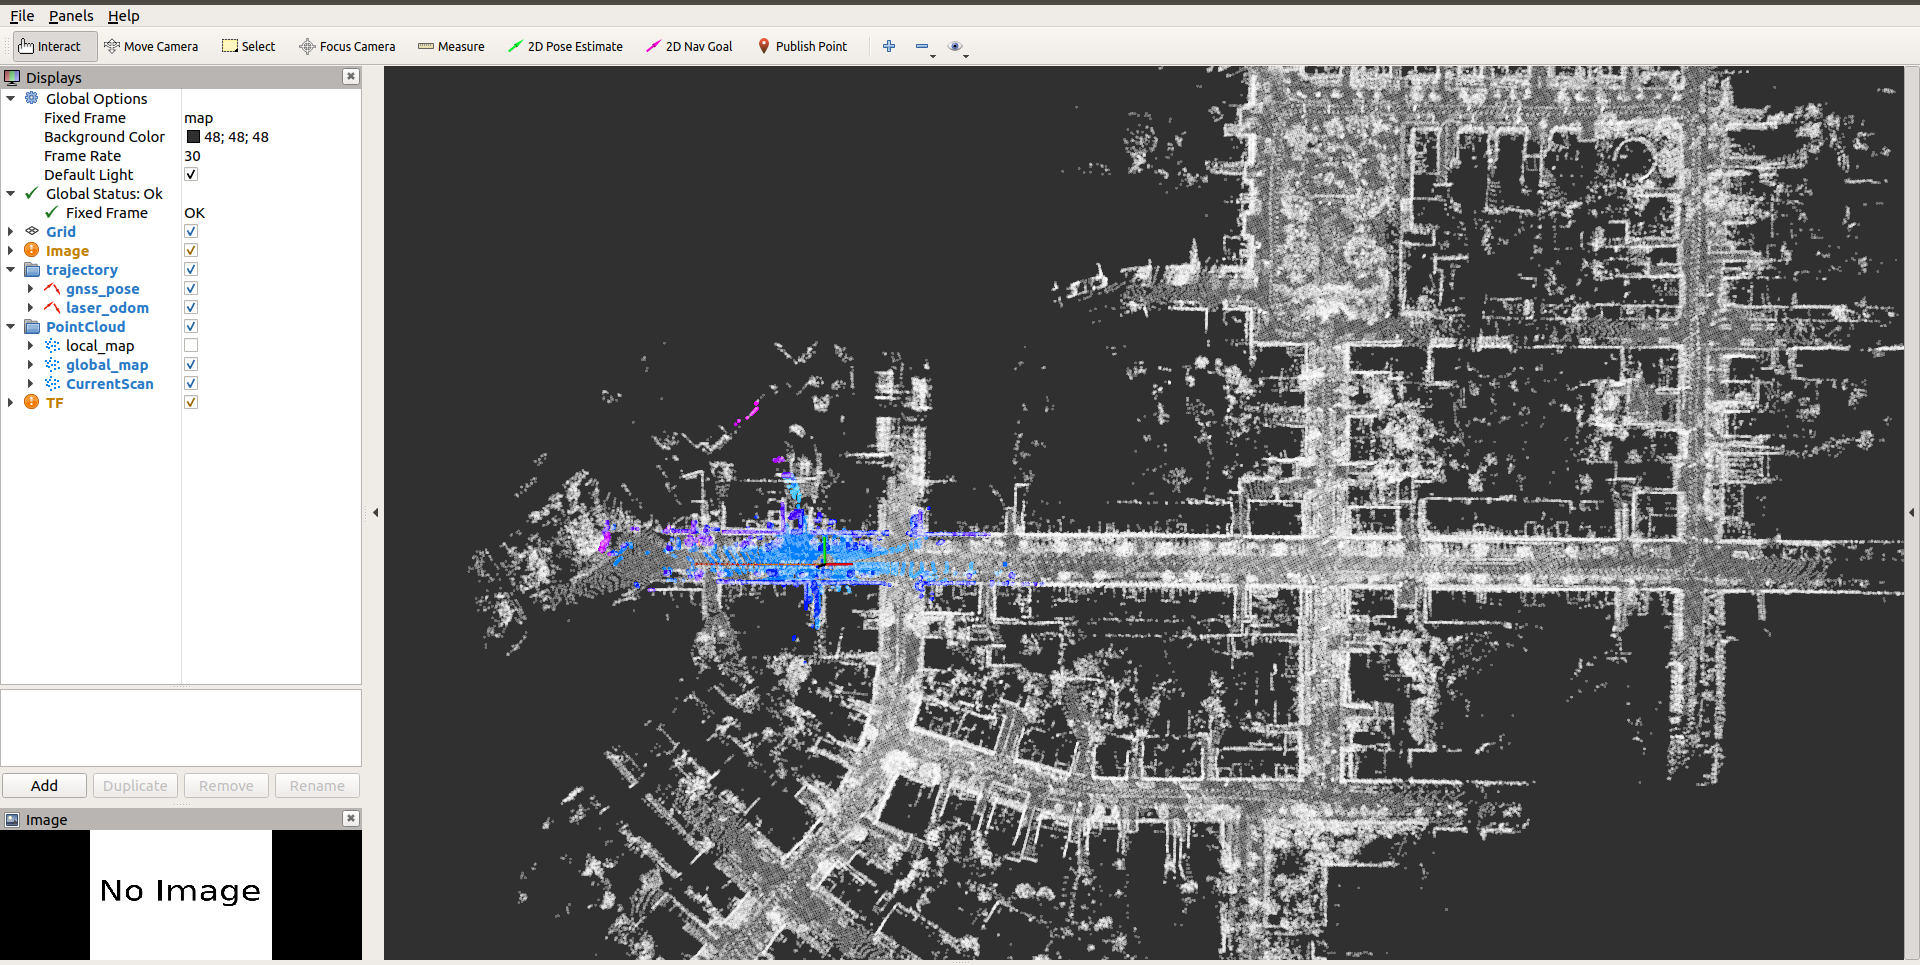 File Panels Help
Interact Move Camera Select Focus Camera Measure 2D Pose Estimate 2D Nav Goal Publish Point
Displays
Global Options
Fixed Frame map
Background Color 48; 48; 48
Frame Rate 30
Default Light
Global Status: Ok
Fixed Frame OK
Grid
Image
trajectory
gnss_pose
laser_odom
PointCloud
local_map
global_map
CurrentScan
TF
Add Duplicate Remove Rename
Image
No Image